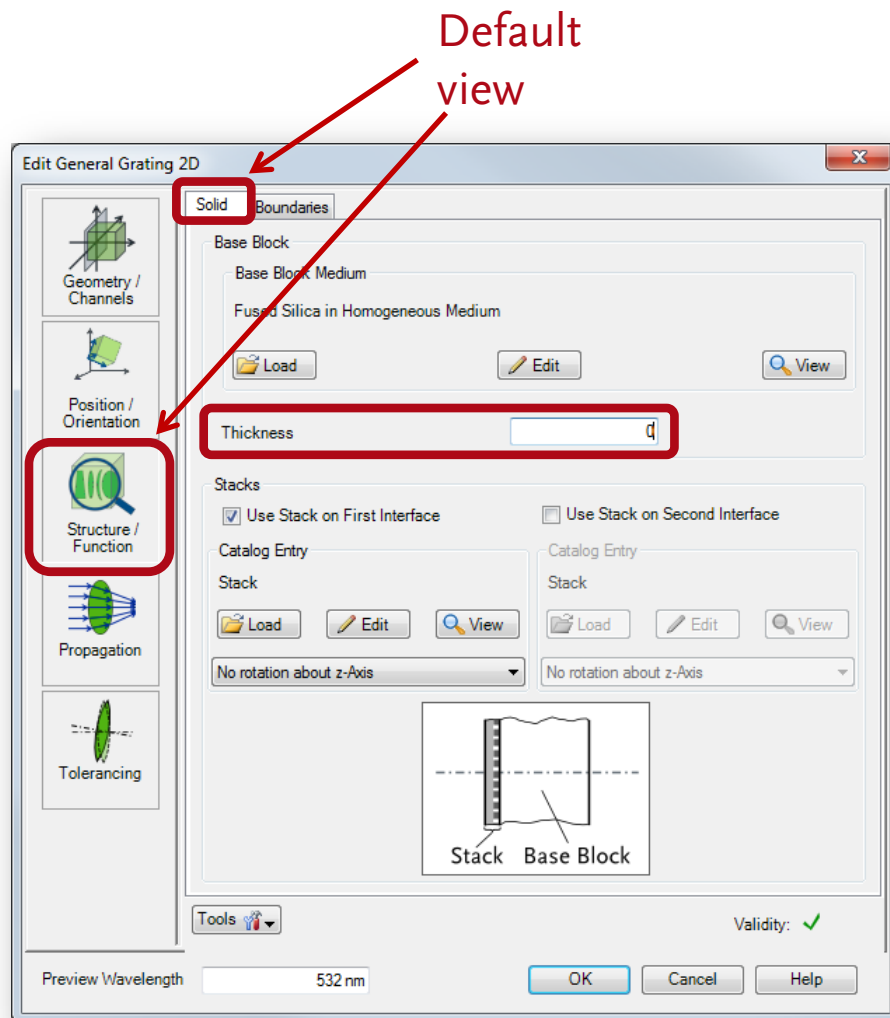 Default
view
Edit General Grating 2D
Solid
Boundaries
Geometry /
Channels
Position /
Orientation
Structure /
Function
Propagation
Tolerancing
Base Block
Base Block Medium
Fused Silica in Homogeneous Medium
Load
Edit
View
Thickness
0
Stacks
Use Stack on First Interface
Use Stack on Second Interface
Catalog Entry
Catalog Entry
Stack
Stack
Load
Edit
View
Load
Edit
View
No rotation about z-Axis
No rotation about z-Axis
Stack
Base Block
Tools
Validity:
Preview Wavelength
532 nm
OK
Cancel
Help